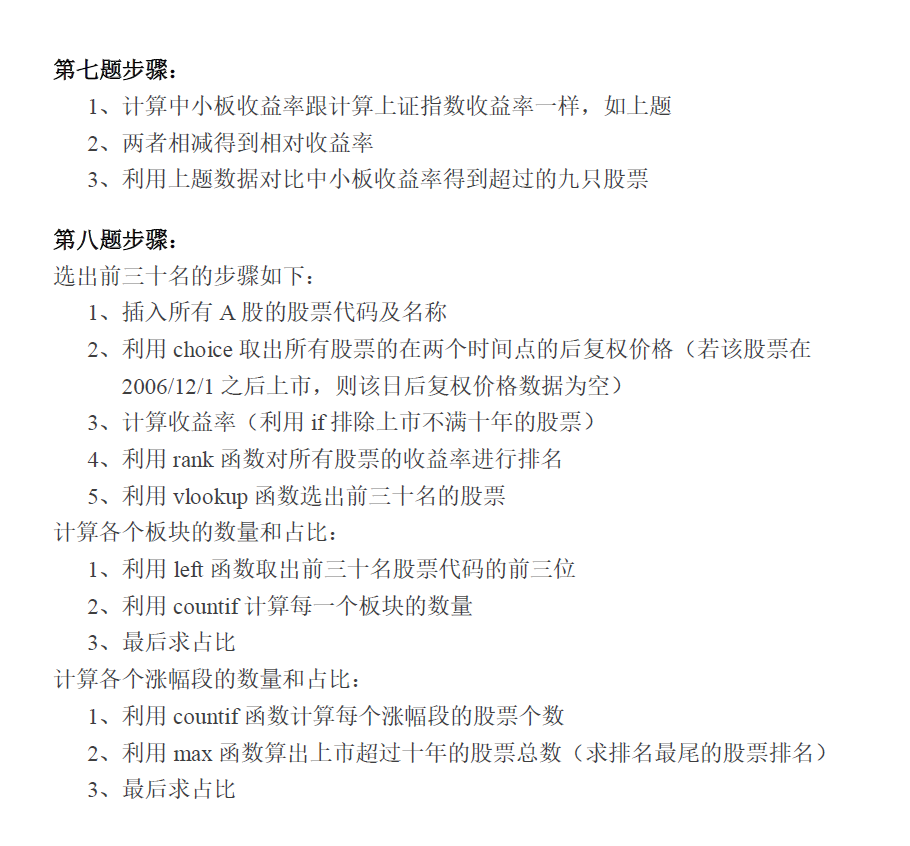 第七题步骤：
1、计算中小板收益率跟计算上证指数收益率一样，如上题
2、两者相减得到相对收益率
3、利用上题数据对比中小板收益率得到超过的九只股票
第八题步骤：
选出前三十名的步骤如下：
1、插入所有 A 股的股票代码及名称
2、利用 choice 取出所有股票的在两个时间点的后复权价格（若该股票在
2006/12/1 之后上市，则该日后复权价格数据为空）
3、计算收益率（利用 if 排除上市不满十年的股票）
4、利用 rank 函数对所有股票的收益率进行排名
5、利用 vlookup 函数选出前三十名的股票
计算各个板块的数量和占比：
1、利用 left 函数取出前三十名股票代码的前三位
2、利用 countif 计算每一个板块的数量
3、最后求占比
计算各个涨幅段的数量和占比：
1、利用 countif 函数计算每个涨幅段的股票个数
2、利用 max 函数算出上市超过十年的股票总数（求排名最尾的股票排名）
3、最后求占比